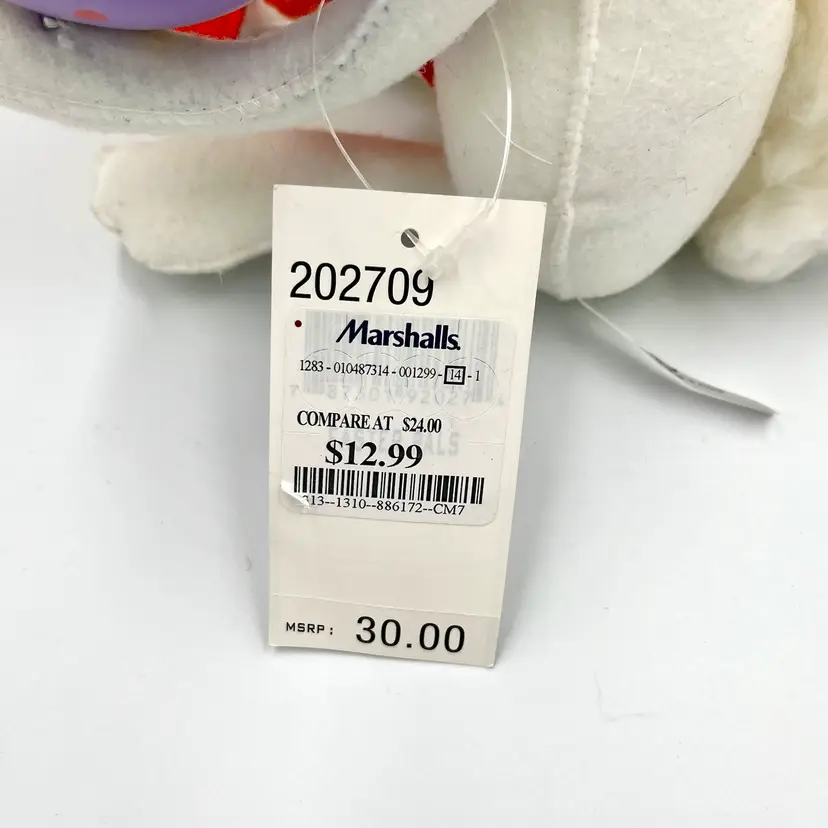 202709
Marshalls.
1283 - 010487314 - 001299 - 14 - 1
COMPARE AT $24.00
$12.99
313--1310--886172--CM7
MSRP: 30.00